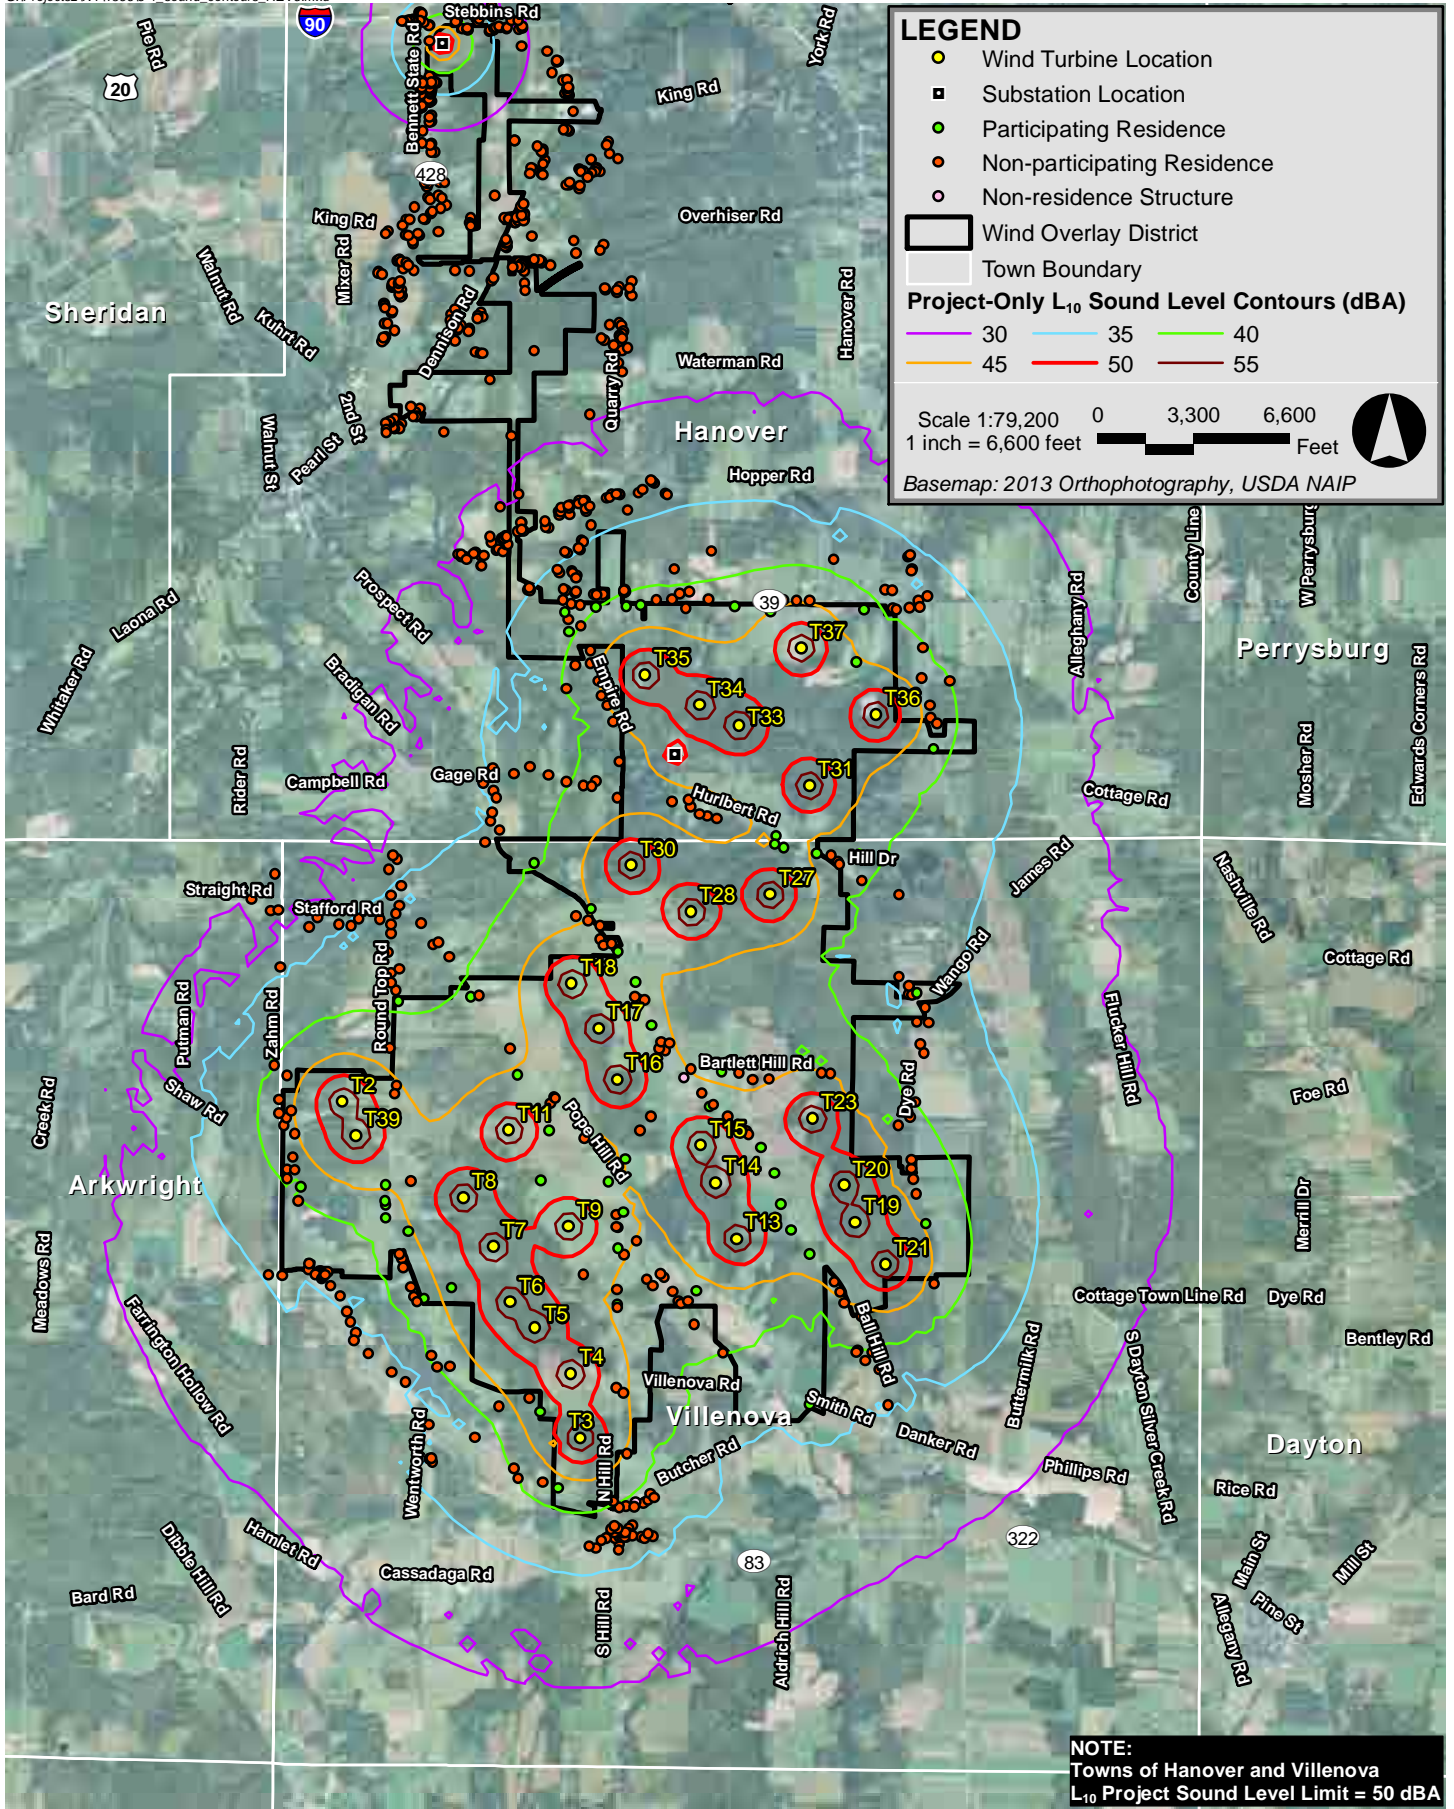 Stebbins Rd
90
Pie Rd
20
Bennett State Rd
York Rd
King Rd
428
King Rd
Overhiser Rd
Mixer Rd
Walnut Rd
Hanover Rd
Sheridan
Kuhrt Rd
Dennison Rd
Waterman Rd
Quarry Rd
2nd St
Walnut St
Pearl St
Hanover
Hopper Rd
LEGEND
Wind Turbine Location
Substation Location
Participating Residence
Non-participating Residence
Non-residence Structure
Wind Overlay District
Town Boundary
Project-Only L10 Sound Level Contours (dBA)
30 35 40
45 50 55
Scale 1:79,200
1 inch = 6,600 feet
0 3,300 6,600
Feet
Basemap: 2013 Orthophotography, USDA NAIP
County Line
W Perrysburg
Alleghany Rd
Prospect Rd
Laona Rd
39
Perrysburg
Whitaker Rd
Bradigan Rd
Empire Rd
T37
T35
T34
T36
T33
Edwards Corners Rd
Mosher Rd
Rider Rd
Campbell Rd
Gage Rd
T31
Hurlbert Rd
Cottage Rd
T30
Hill Dr
James Rd
T27
T28
Straight Rd
Stafford Rd
Nashville Rd
Wango Rd
Cottage Rd
Round Top Rd
T18
Putman Rd
Zahm Rd
T17
Flucker Hill Rd
T16
Bartlett Hill Rd
Dye Rd
Foe Rd
Creek Rd
Shaw Rd
T2
T39
T11
Pope Hill Rd
T23
T15
T14
T20
Arkwright
T8
T9
T19
T7
T13
T21
Merrill Dr
Meadows Rd
Farrington Hollow Rd
T6
T5
Cottage Town Line Rd
Dye Rd
Ball Hill Rd
Bentley Rd
T4
Villenova Rd
Buttermilk Rd
S Dayton Silver Creek Rd
Smith Rd
Villenova
T3
Danker Rd
Dayton
Wentworth Rd
N Hill Rd
Butcher Rd
Phillips Rd
Rice Rd
Hamlet Rd
Dibble Hill Rd
322
83
Main St
Mill St
Cassadaga Rd
Bard Rd
S Hill Rd
Aldrich Hill Rd
Pine St
Allegany Rd
NOTE:
Towns of Hanover and Villenova
L10 Project Sound Level Limit = 50 dBA